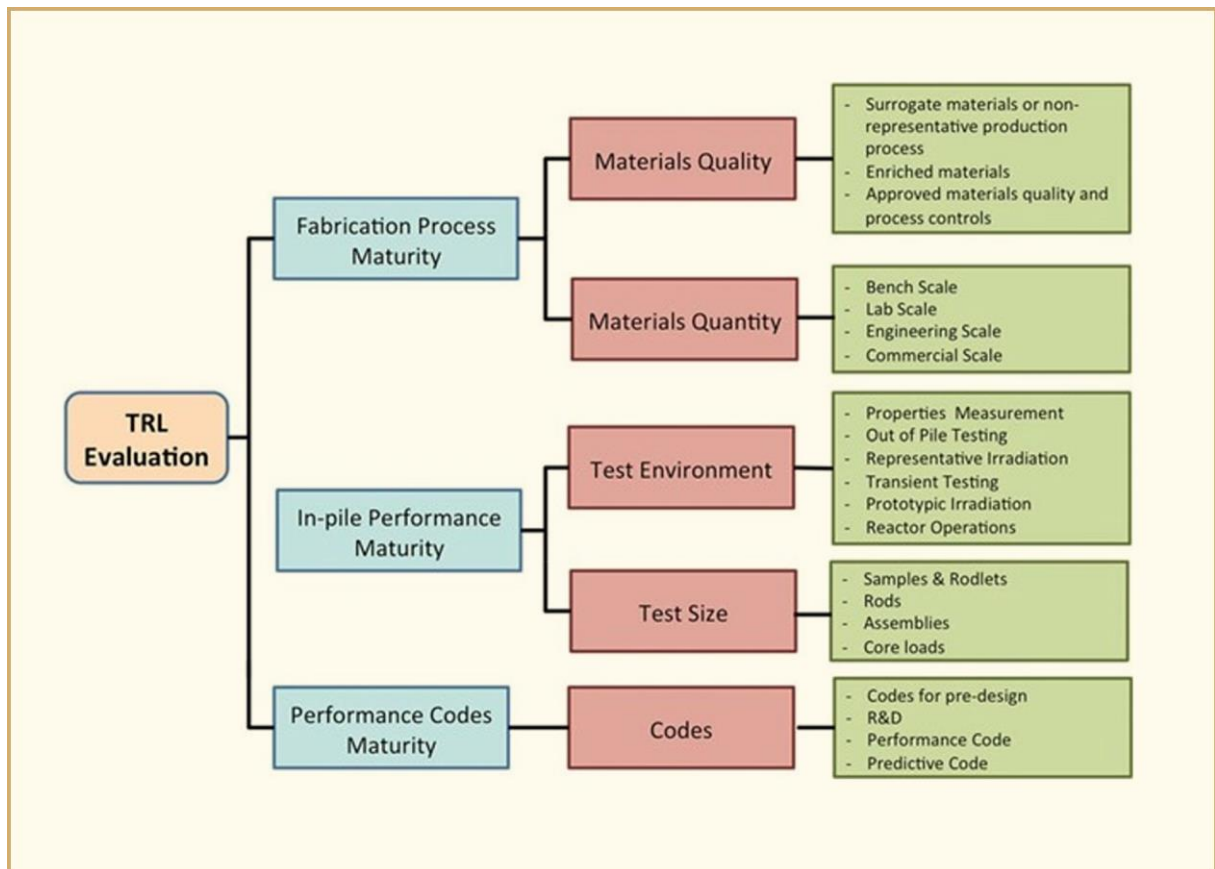 TRL
Evaluation
Fabrication Process
Maturity
Materials Quality
- Surrogate materials or non-
representative production
process
- Enriched materials
- Approved materials quality and
process controls
Materials Quantity
- Bench Scale
- Lab Scale
- Engineering Scale
- Commercial Scale
In-pile Performance
Maturity
Test Environment
- Properties Measurement
- Out of Pile Testing
- Representative Irradiation
- Transient Testing
- Prototypic Irradiation
- Reactor Operations
Test Size
- Samples & Rodlets
- Rods
- Assemblies
- Core loads
Performance Codes
Maturity
Codes
- Codes for pre-design
- R&D
- Performance Code
- Predictive Code